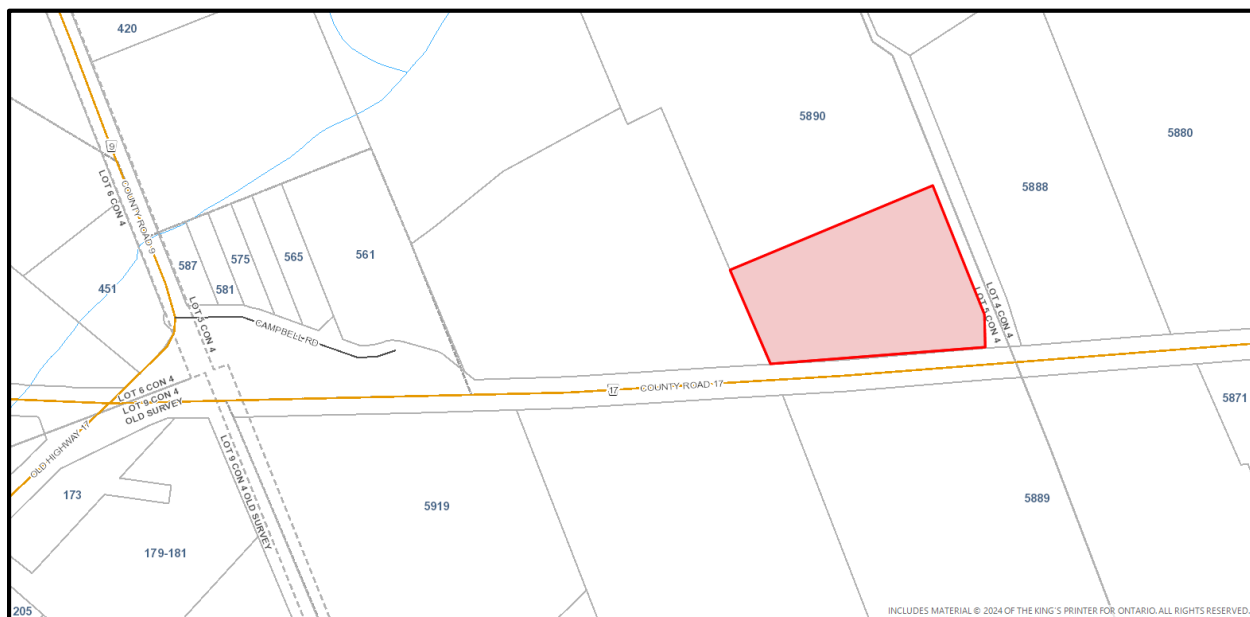 420
5890
5880
9
LOT 6 CON 4
COUNTY ROAD 9
5888
587
575
565
561
451
581
LOT 5 CON 4
CAMPBELL RD
LOT 5 CON 4
LOT 4 CON 4
LOT 6 CON 4
LOT 9 CON 4
OLD SURVEY
17
COUNTY ROAD 17
5871
OLD HIGHWAY 17
LOT 9 CON 4 OLD SURVEY
173
5919
5889
179-181
205
INCLUDES MATERIAL © 2024 OF THE KING'S PRINTER FOR ONTARIO. ALL RIGHTS RESERVED.